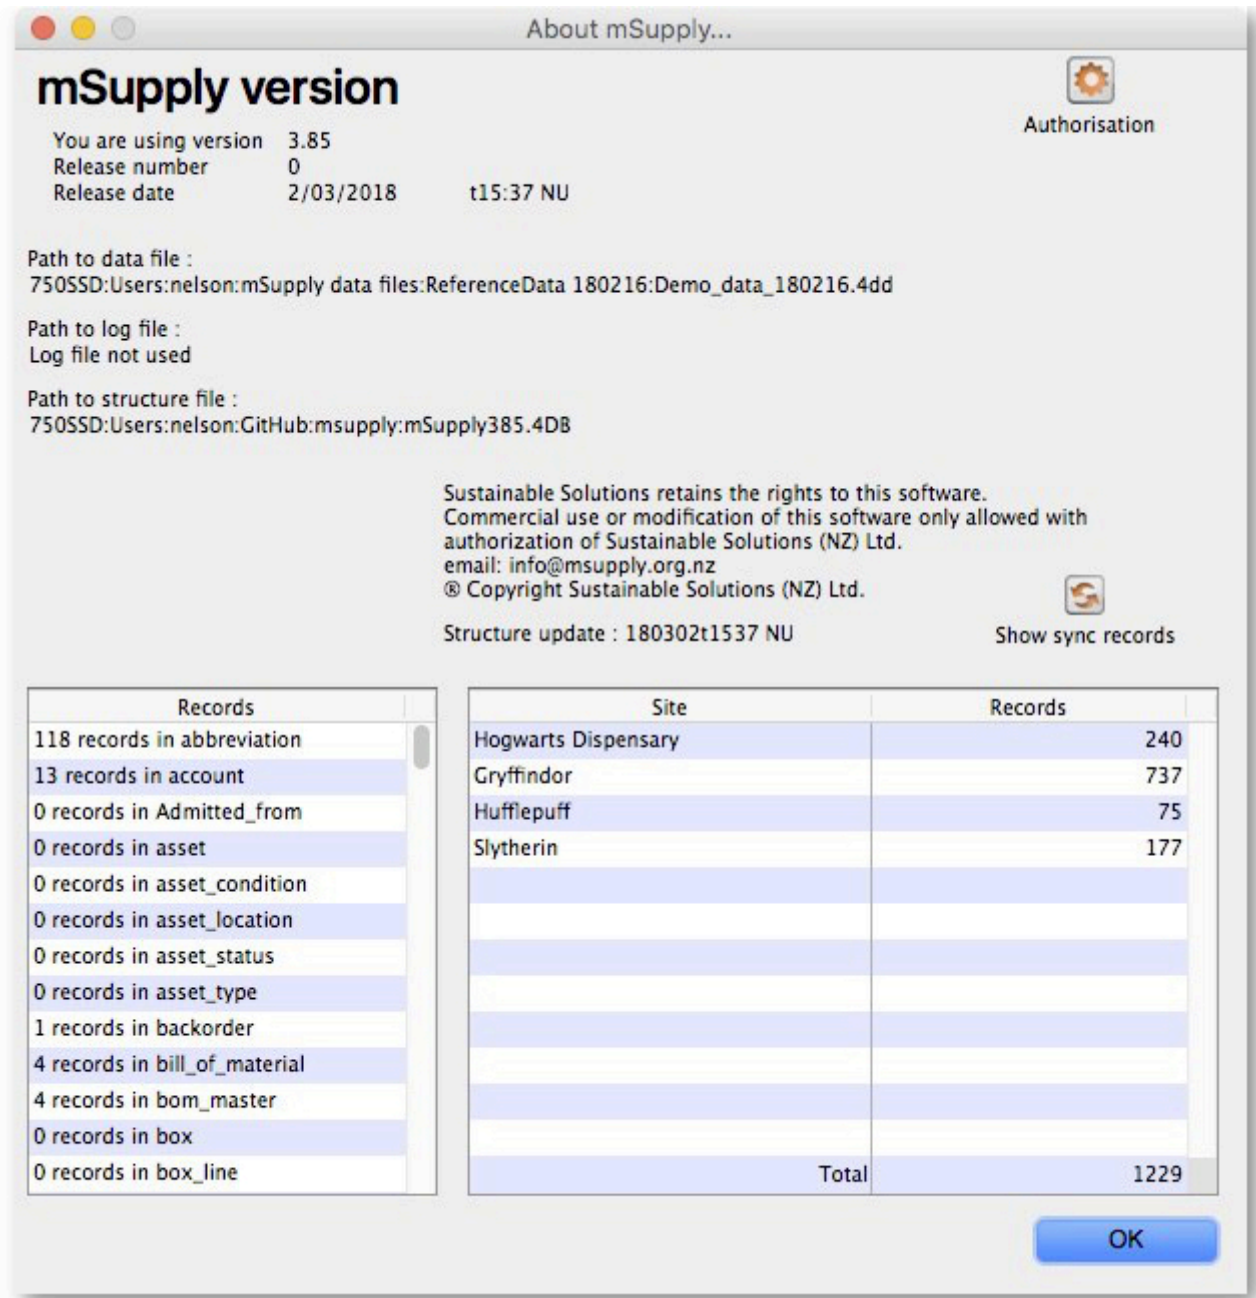 About mSupply...
mSupply version
Authorisation
You are using version 3.85
Release number 0
Release date 2/03/2018 t15:37 NU
Path to data file :
750SSD:Users:nelson:mSupply data files:ReferenceData 180216:Demo_data_180216.4dd
Path to log file :
Log file not used
Path to structure file :
750SSD:Users:nelson:GitHub:msupply:mSupply385.4DB
Sustainable Solutions retains the rights to this software.
Commercial use or modification of this software only allowed with
authorization of Sustainable Solutions (NZ) Ltd.
email: info@msupply.org.nz
® Copyright Sustainable Solutions (NZ) Ltd.
Structure update : 180302t1537 NU
Show sync records
Records
118 records in abbreviation
13 records in account
0 records in Admitted_from
0 records in asset
0 records in asset_condition
0 records in asset_location
0 records in asset_status
0 records in asset_type
1 records in backorder
4 records in bill_of_material
4 records in bom_master
0 records in box
0 records in box_line
Site Records
Hogwarts Dispensary 240
Gryffindor 737
Hufflepuff 75
Slytherin 177
Total 1229
OK